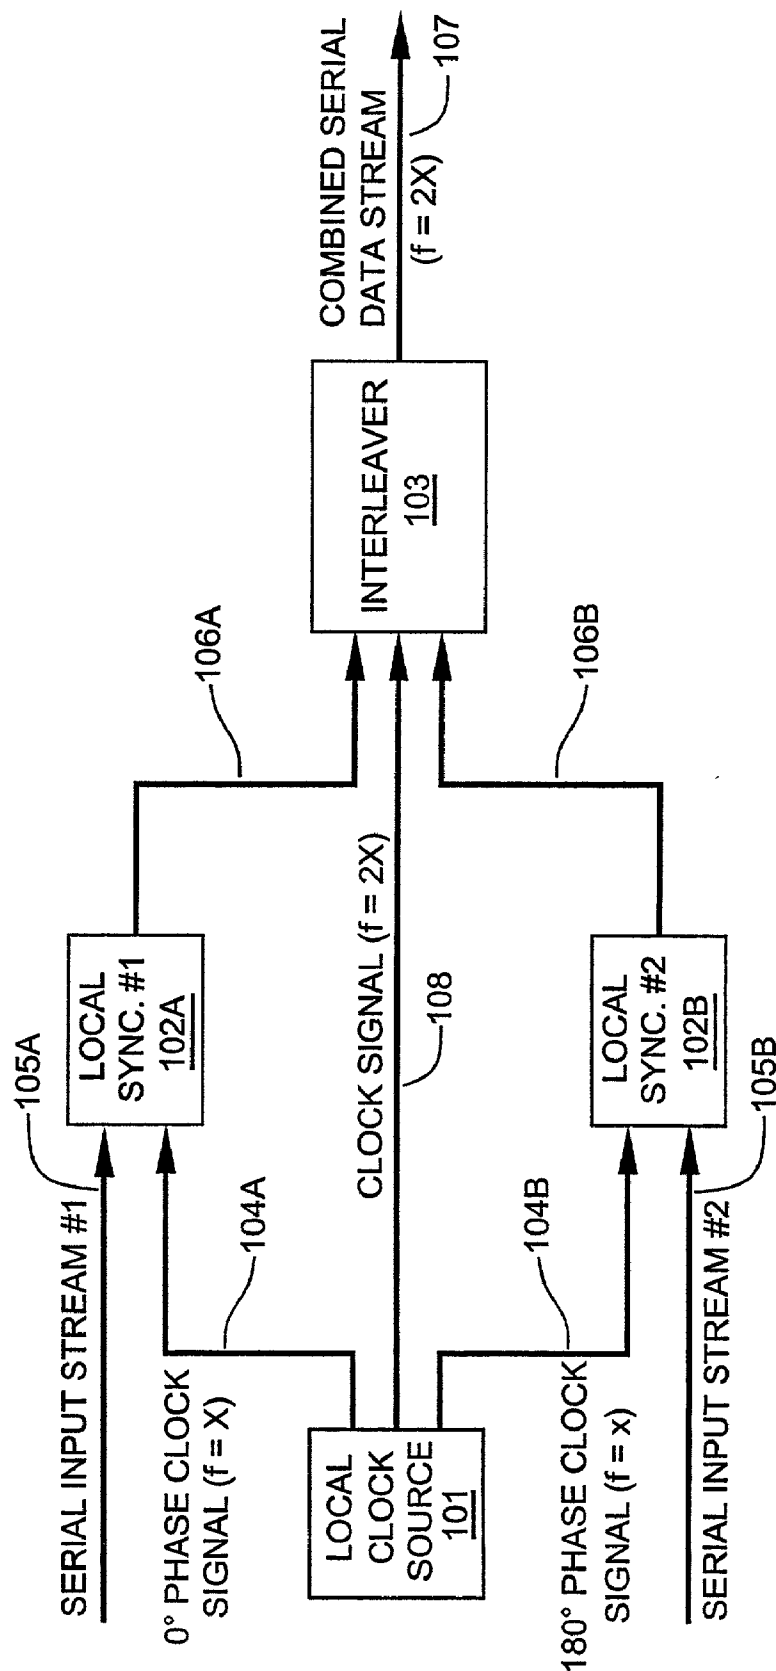 SERIAL INPUT STREAM #1
105A
0° PHASE CLOCK
SIGNAL (f = X)
104A
LOCAL
SYNC. #1
102A
106A
LOCAL
CLOCK
SOURCE
101
CLOCK SIGNAL (f = 2X)
108
INTERLEAVER
103
COMBINED SERIAL
DATA STREAM
(f = 2X)
107
180° PHASE CLOCK
SIGNAL (f = x)
104B
LOCAL
SYNC. #2
102B
106B
SERIAL INPUT STREAM #2
105B